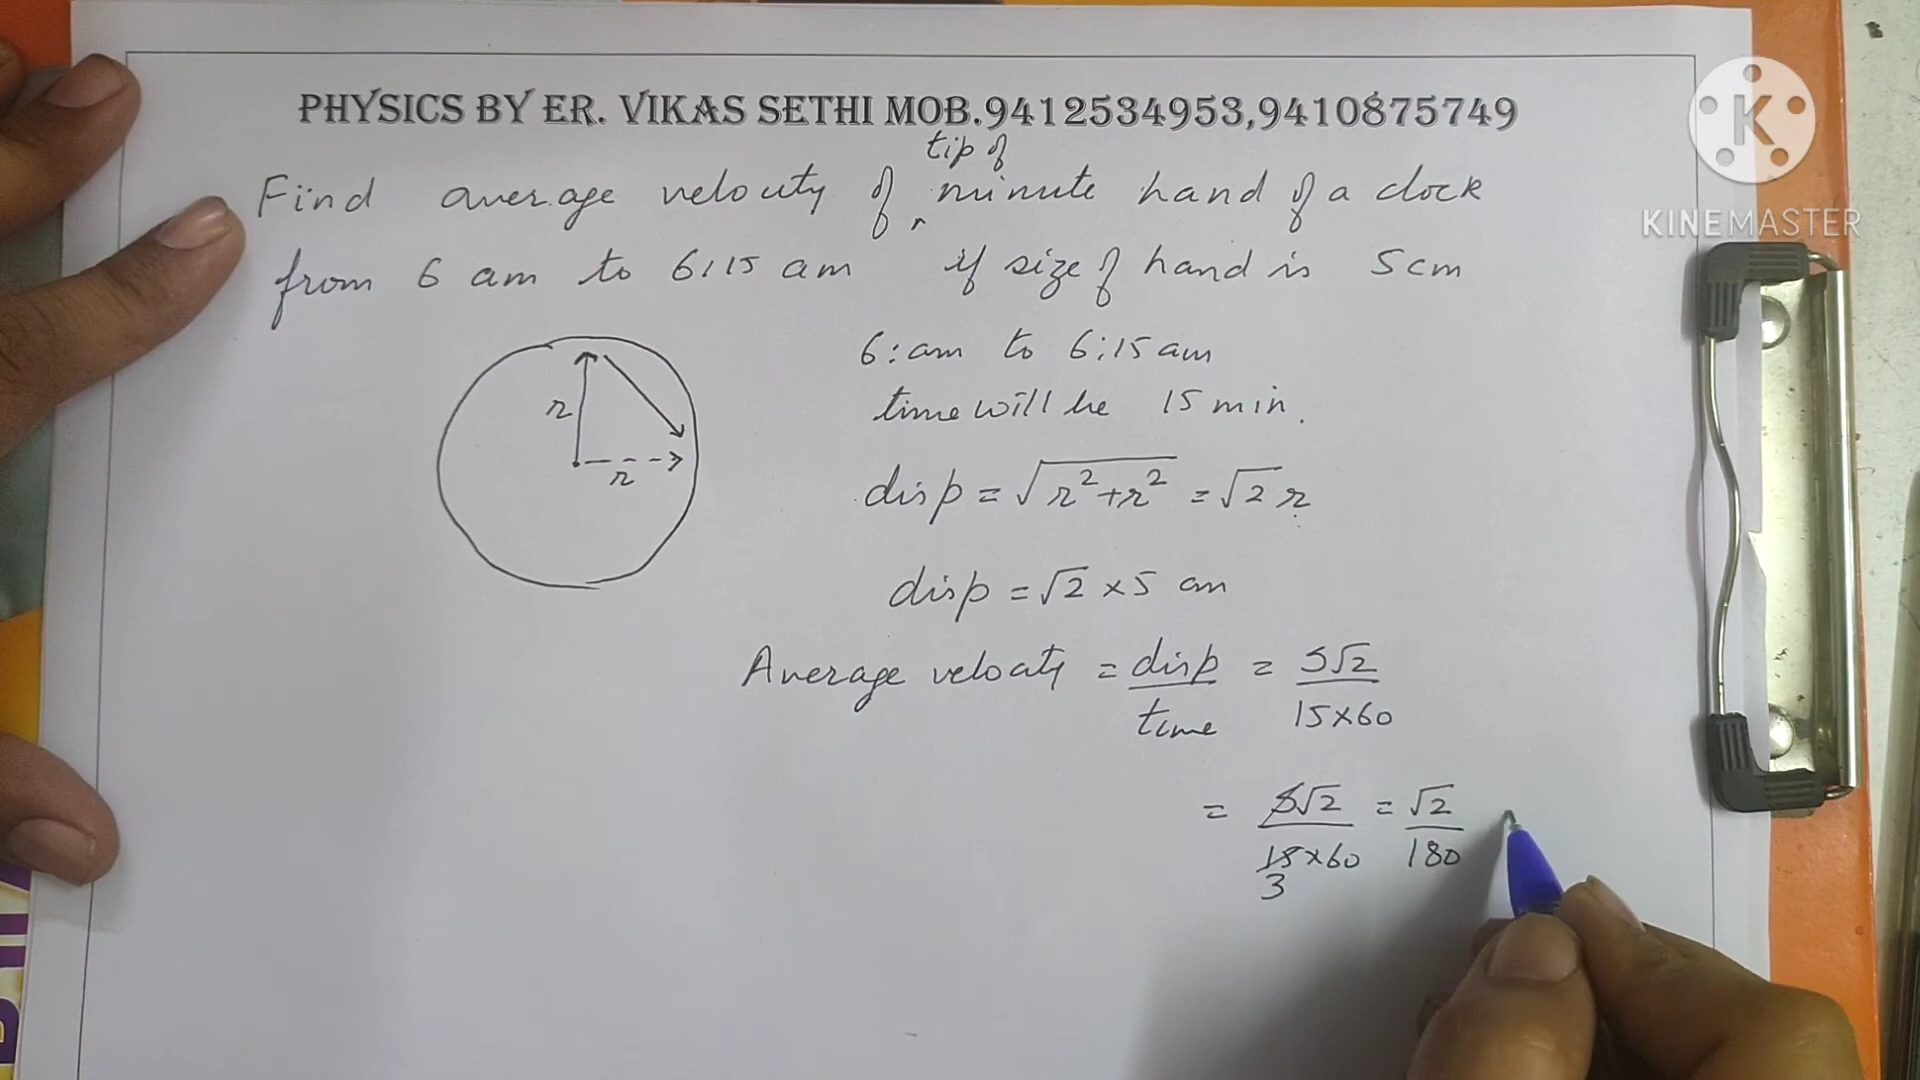 PHYSICS BY ER. VIKAS SETHI MOB.9412534953,9410875749
K
KINEMASTER
tip of
Find average velocity of minute hand of a clock
from 6 am to 6:15 am if size of hand is 5 cm
6:am to 6:15 am
time will be 15 min.
r
r
disp = √r²+r² = √2 r
disp = √2 × 5 cm
Average velocity = disp/time = 5√2/15×60
= 5√2/15×60 = √2/180
3